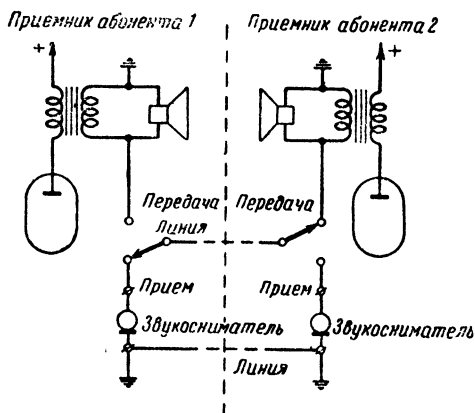 Приемник абонента 1
Приемник абонента 2
+
+
Передача
Линия
Передача
Прием
Прием
Звукосниматель
Звукосниматель
Линия